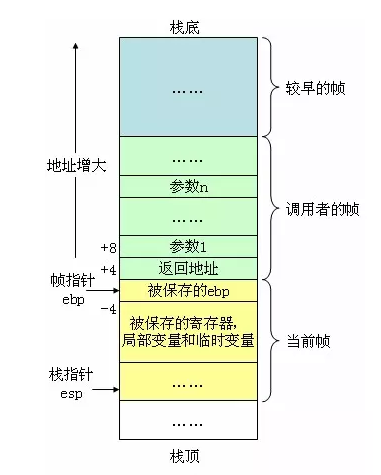 栈底
……
较早的帧
地址增大
……
参数n
……
调用者的帧
+8
参数1
+4
返回地址
帧指针
ebp
被保存的ebp
-4
被保存的寄存器,
局部变量和临时变量
当前帧
栈指针
esp
……
……
栈顶